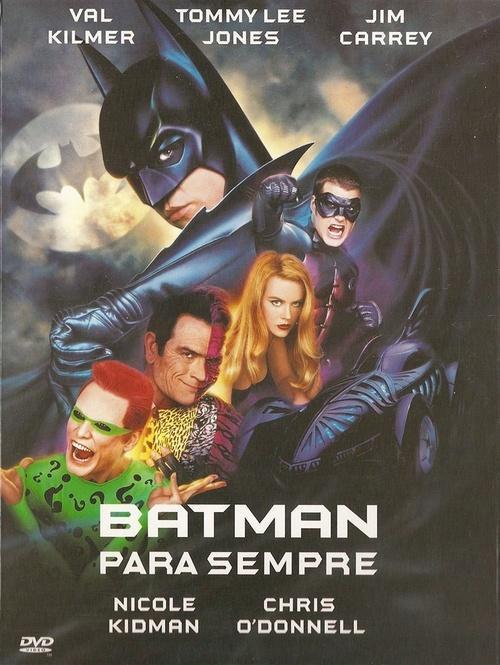 VAL TOMMY LEE JIM
KILMER JONES CARREY
BATMAN
PARA SEMPRE
NICOLE CHRIS
KIDMAN O'DONNELL
DVD
VIDEO